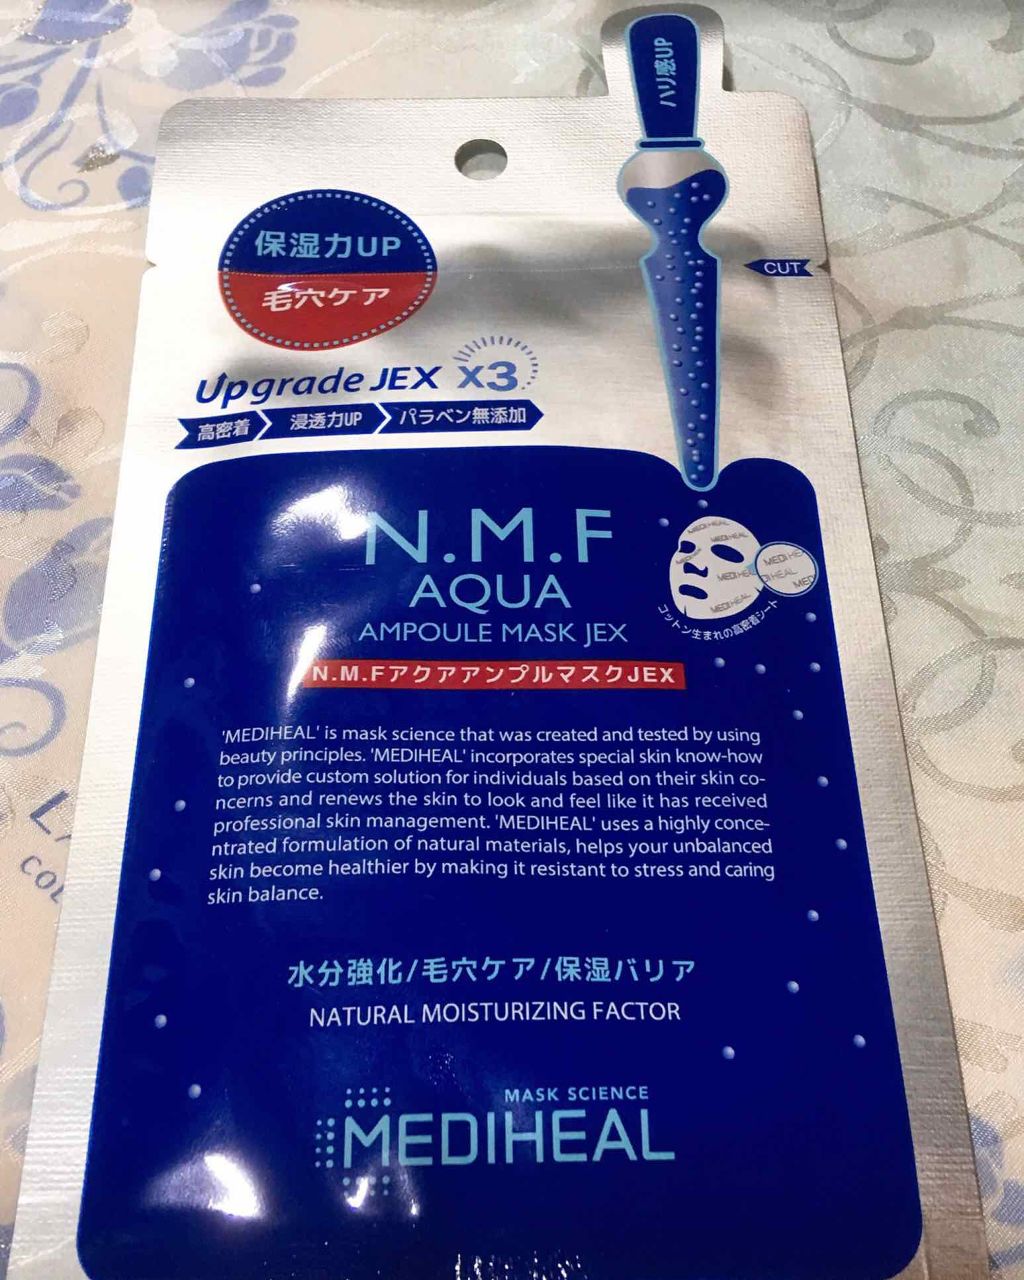 ハリ感UP
保湿力UP
毛穴ケア
CUT
Upgrade JEX x3
高密着 浸透力UP パラベン無添加
N.M.F
AQUA
AMPOULE MASK JEX
MEDIHEAL
MEDIHEAL
MEDIHEAL
MEDIHEAL
コットン生まれの高密着シート
N.M.FアクアアンプルマスクJEX
'MEDIHEAL' is mask science that was created and tested by using
beauty principles. 'MEDIHEAL' incorporates special skin know-how
to provide custom solution for individuals based on their skin co-
ncerns and renews the skin to look and feel like it has received
professional skin management. 'MEDIHEAL' uses a highly conce-
ntrated formulation of natural materials, helps your unbalanced
skin become healthier by making it resistant to stress and caring
skin balance.
水分強化/毛穴ケア/保湿バリア
NATURAL MOISTURIZING FACTOR
MASK SCIENCE
MEDIHEAL